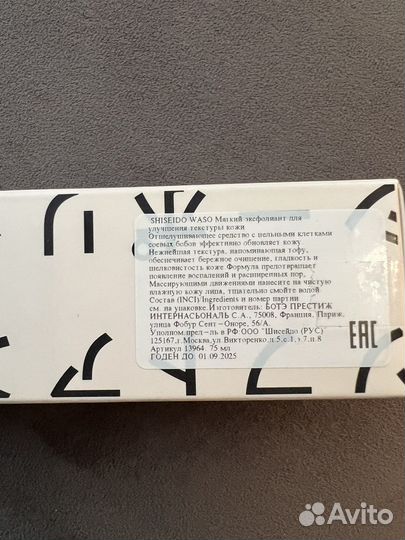 SHISEIDO WASO Мягкий эксфолиант для
улучшения текстуры кожи
Отшелушивающее средство с цельными клетками
соевых бобов эффективно обновляет кожу.
Нежнейшая текстура, напоминающая тофу,
обеспечивает бережное очищение, гладкость и
шелковистость кожи Формула предотвращает
появление воспалений и расширенных пор.
Массирующими движениями нанесите на чистую
влажную кожу лица, тщательно смойте водой
Состав (INCI)/Ingredients и номер партии
см. на упаковке. Изготовитель: БОТЭ ПРЕСТИЖ
ИНТЕРНАСЬОНАЛЬ С.А., 75008, Франция, Париж,
улица Фобур Сент-Оноре, 56/А.
Уполном.пред-ль в РФ ООО "Шисейдо (РУС)
125167,г.Москва,ул.Викторенко,д.5,с.1,э.7,п.8
Артикул 13964 75 мл
ГОДЕН ДО 01.09.2025
EAC
Avito